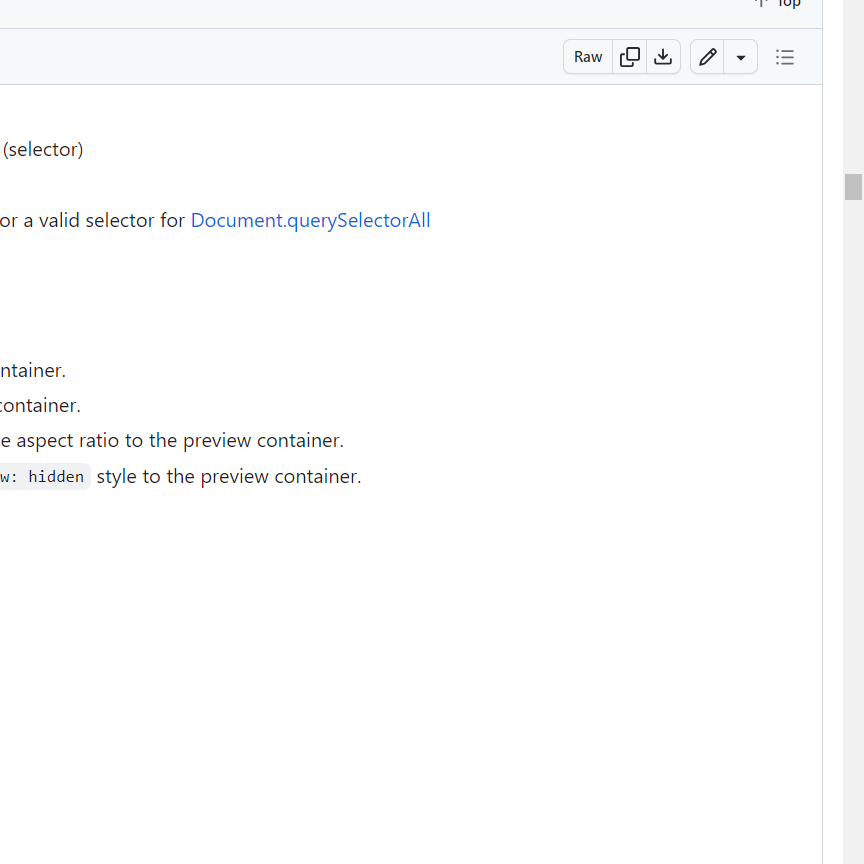 Top
Raw
(selector)
or a valid selector for Document.querySelectorAll
ntainer.
container.
e aspect ratio to the preview container.
w: hidden style to the preview container.